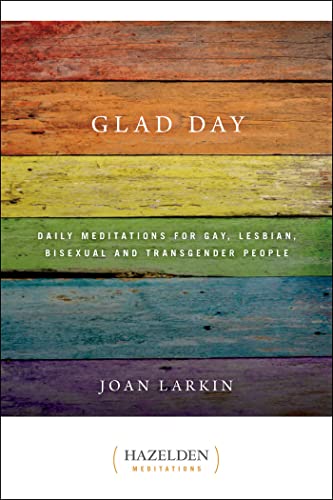 GLAD DAY
DAILY MEDITATIONS FOR GAY, LESBIAN,
BISEXUAL AND TRANSGENDER PEOPLE
JOAN LARKIN
HAZELDEN
MEDITATIONS